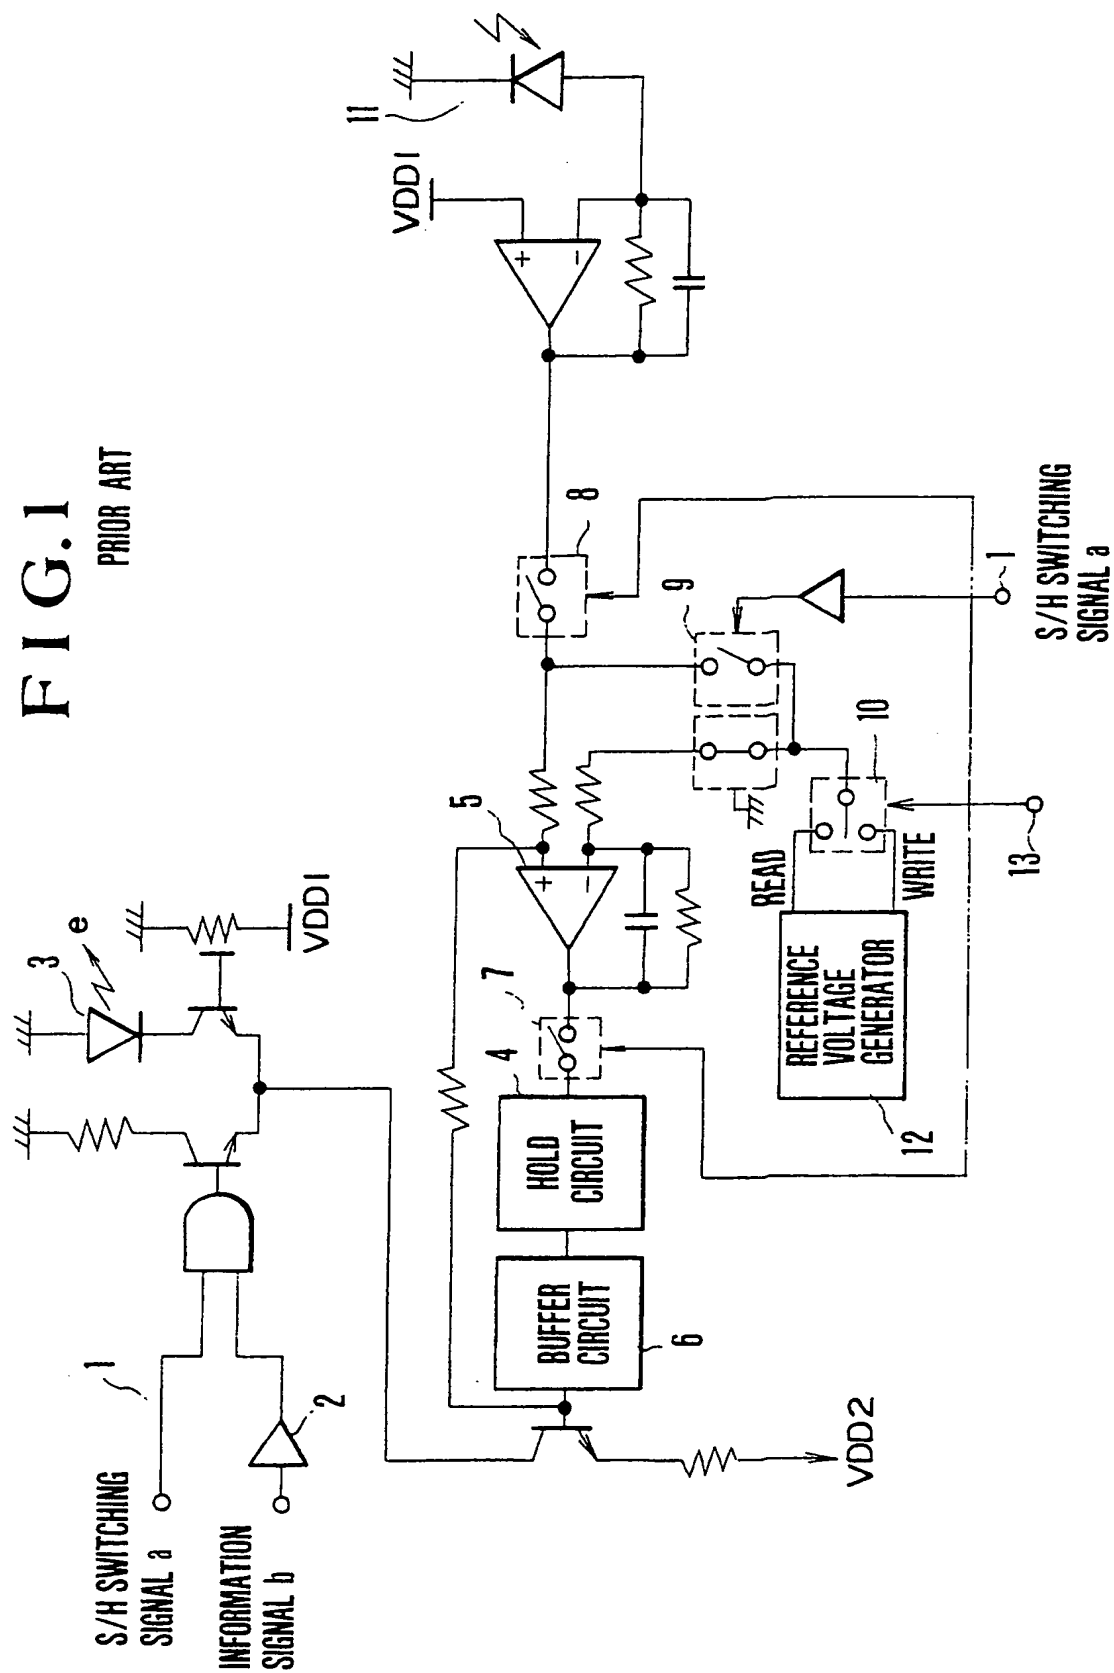 FIG.1
PRIOR ART
S/H SWITCHING
SIGNAL a
1
INFORMATION
SIGNAL b
2
3
e
VDD1
VDD2
BUFFER
CIRCUIT
6
HOLD
CIRCUIT
4
7
5
+
−
8
9
10
READ
WRITE
REFERENCE
VOLTAGE
GENERATOR
12
13
1
S/H SWITCHING
SIGNAL a
VDD1
+
−
11